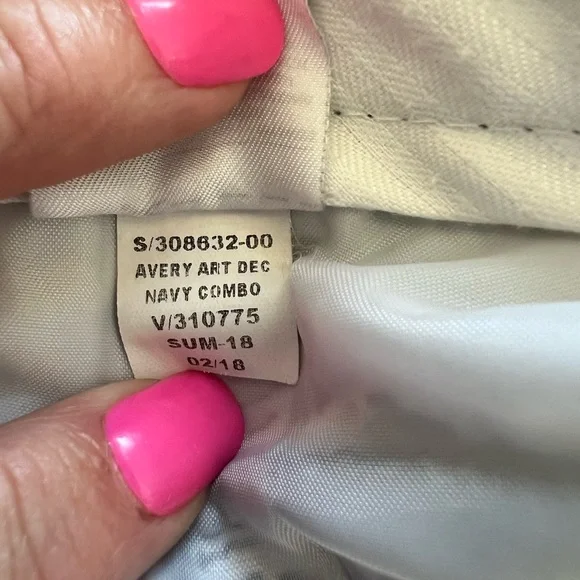 S/308632-00
AVERY ART DEC
NAVY COMBO
V/310775
SUM-18
02/18